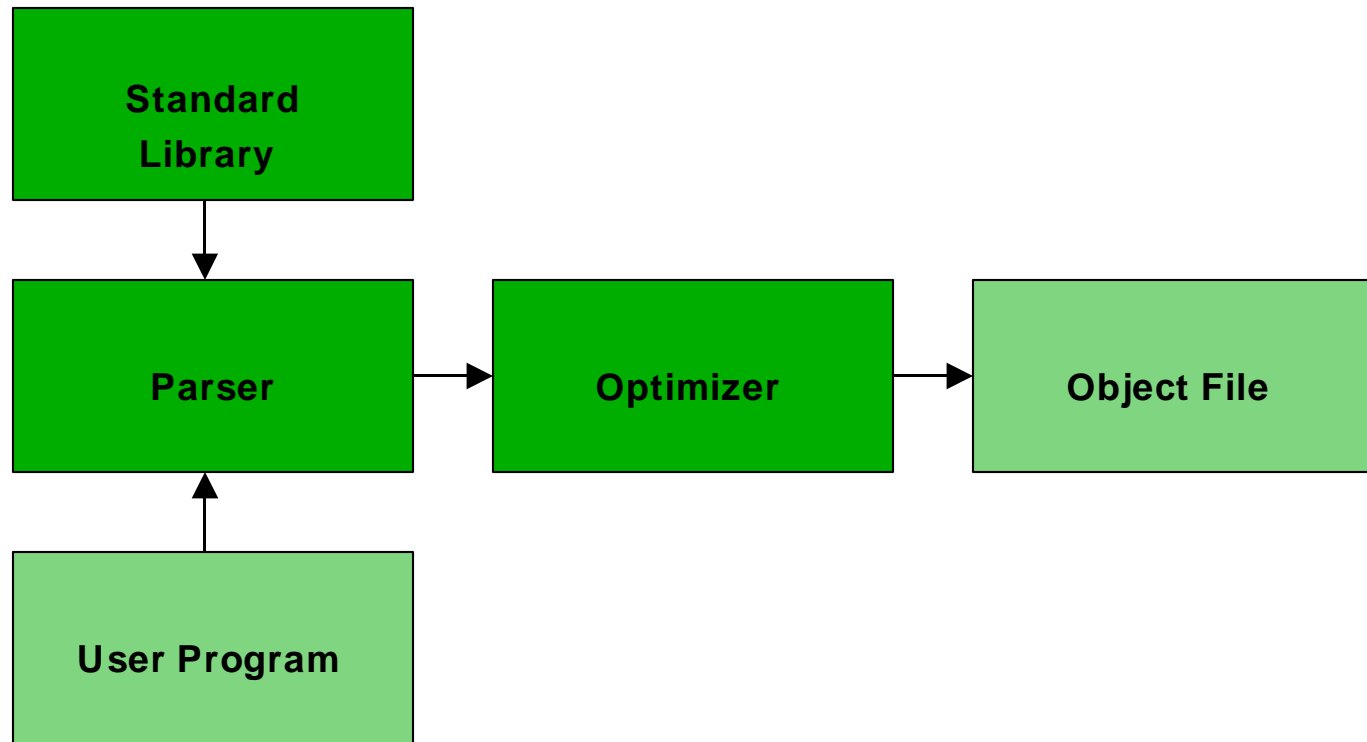 Standard
Library
Parser
Optimizer
Object File
User Program